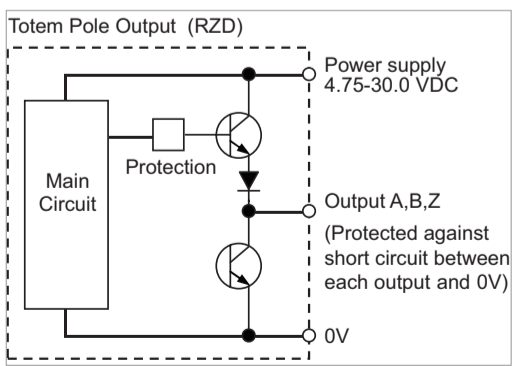 Totem Pole Output (RZD)
Power supply
4.75-30.0 VDC
Protection
Main
Circuit
Output A,B,Z
(Protected against
short circuit between
each output and 0V)
0V